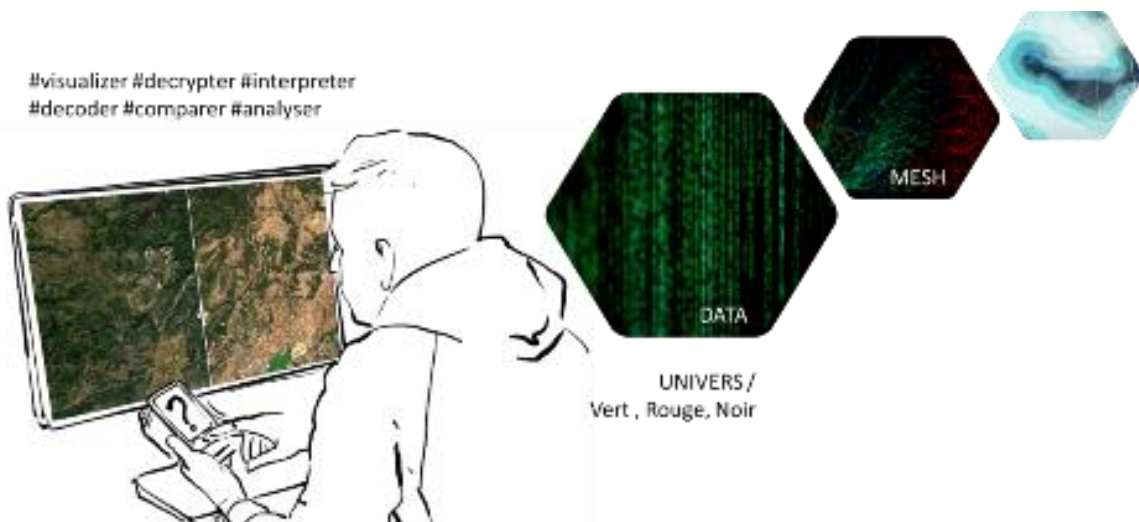 #visualizer #decrypter #interpreter
#decoder #comparer #analyser
MESH
DATA
UNIVERS /
Vert , Rouge, Noir
?